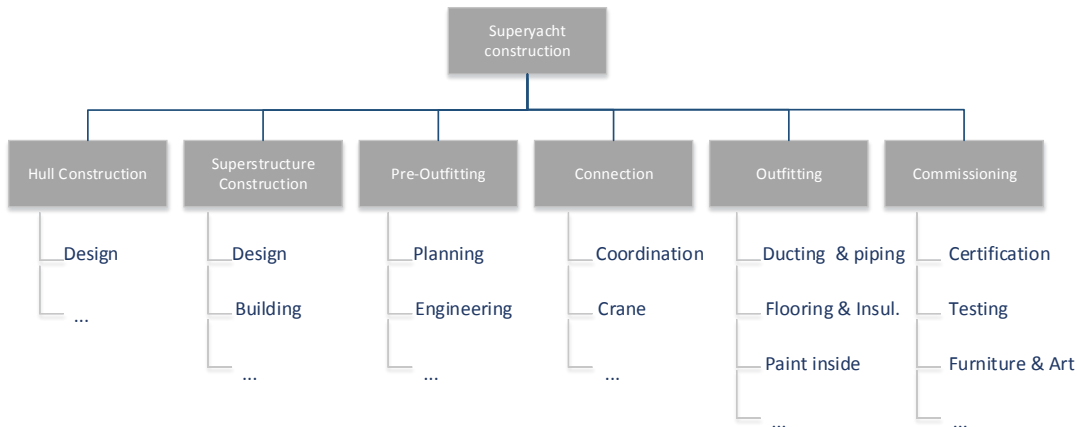 Superyacht
construction
Hull Construction
Superstructure
Construction
Pre-Outfitting
Connection
Outfitting
Commissioning
Design
...
Design
Building
...
Planning
Engineering
...
Coordination
Crane
...
Ducting & piping
Flooring & Insul.
Paint inside
...
Certification
Testing
Furniture & Art
...